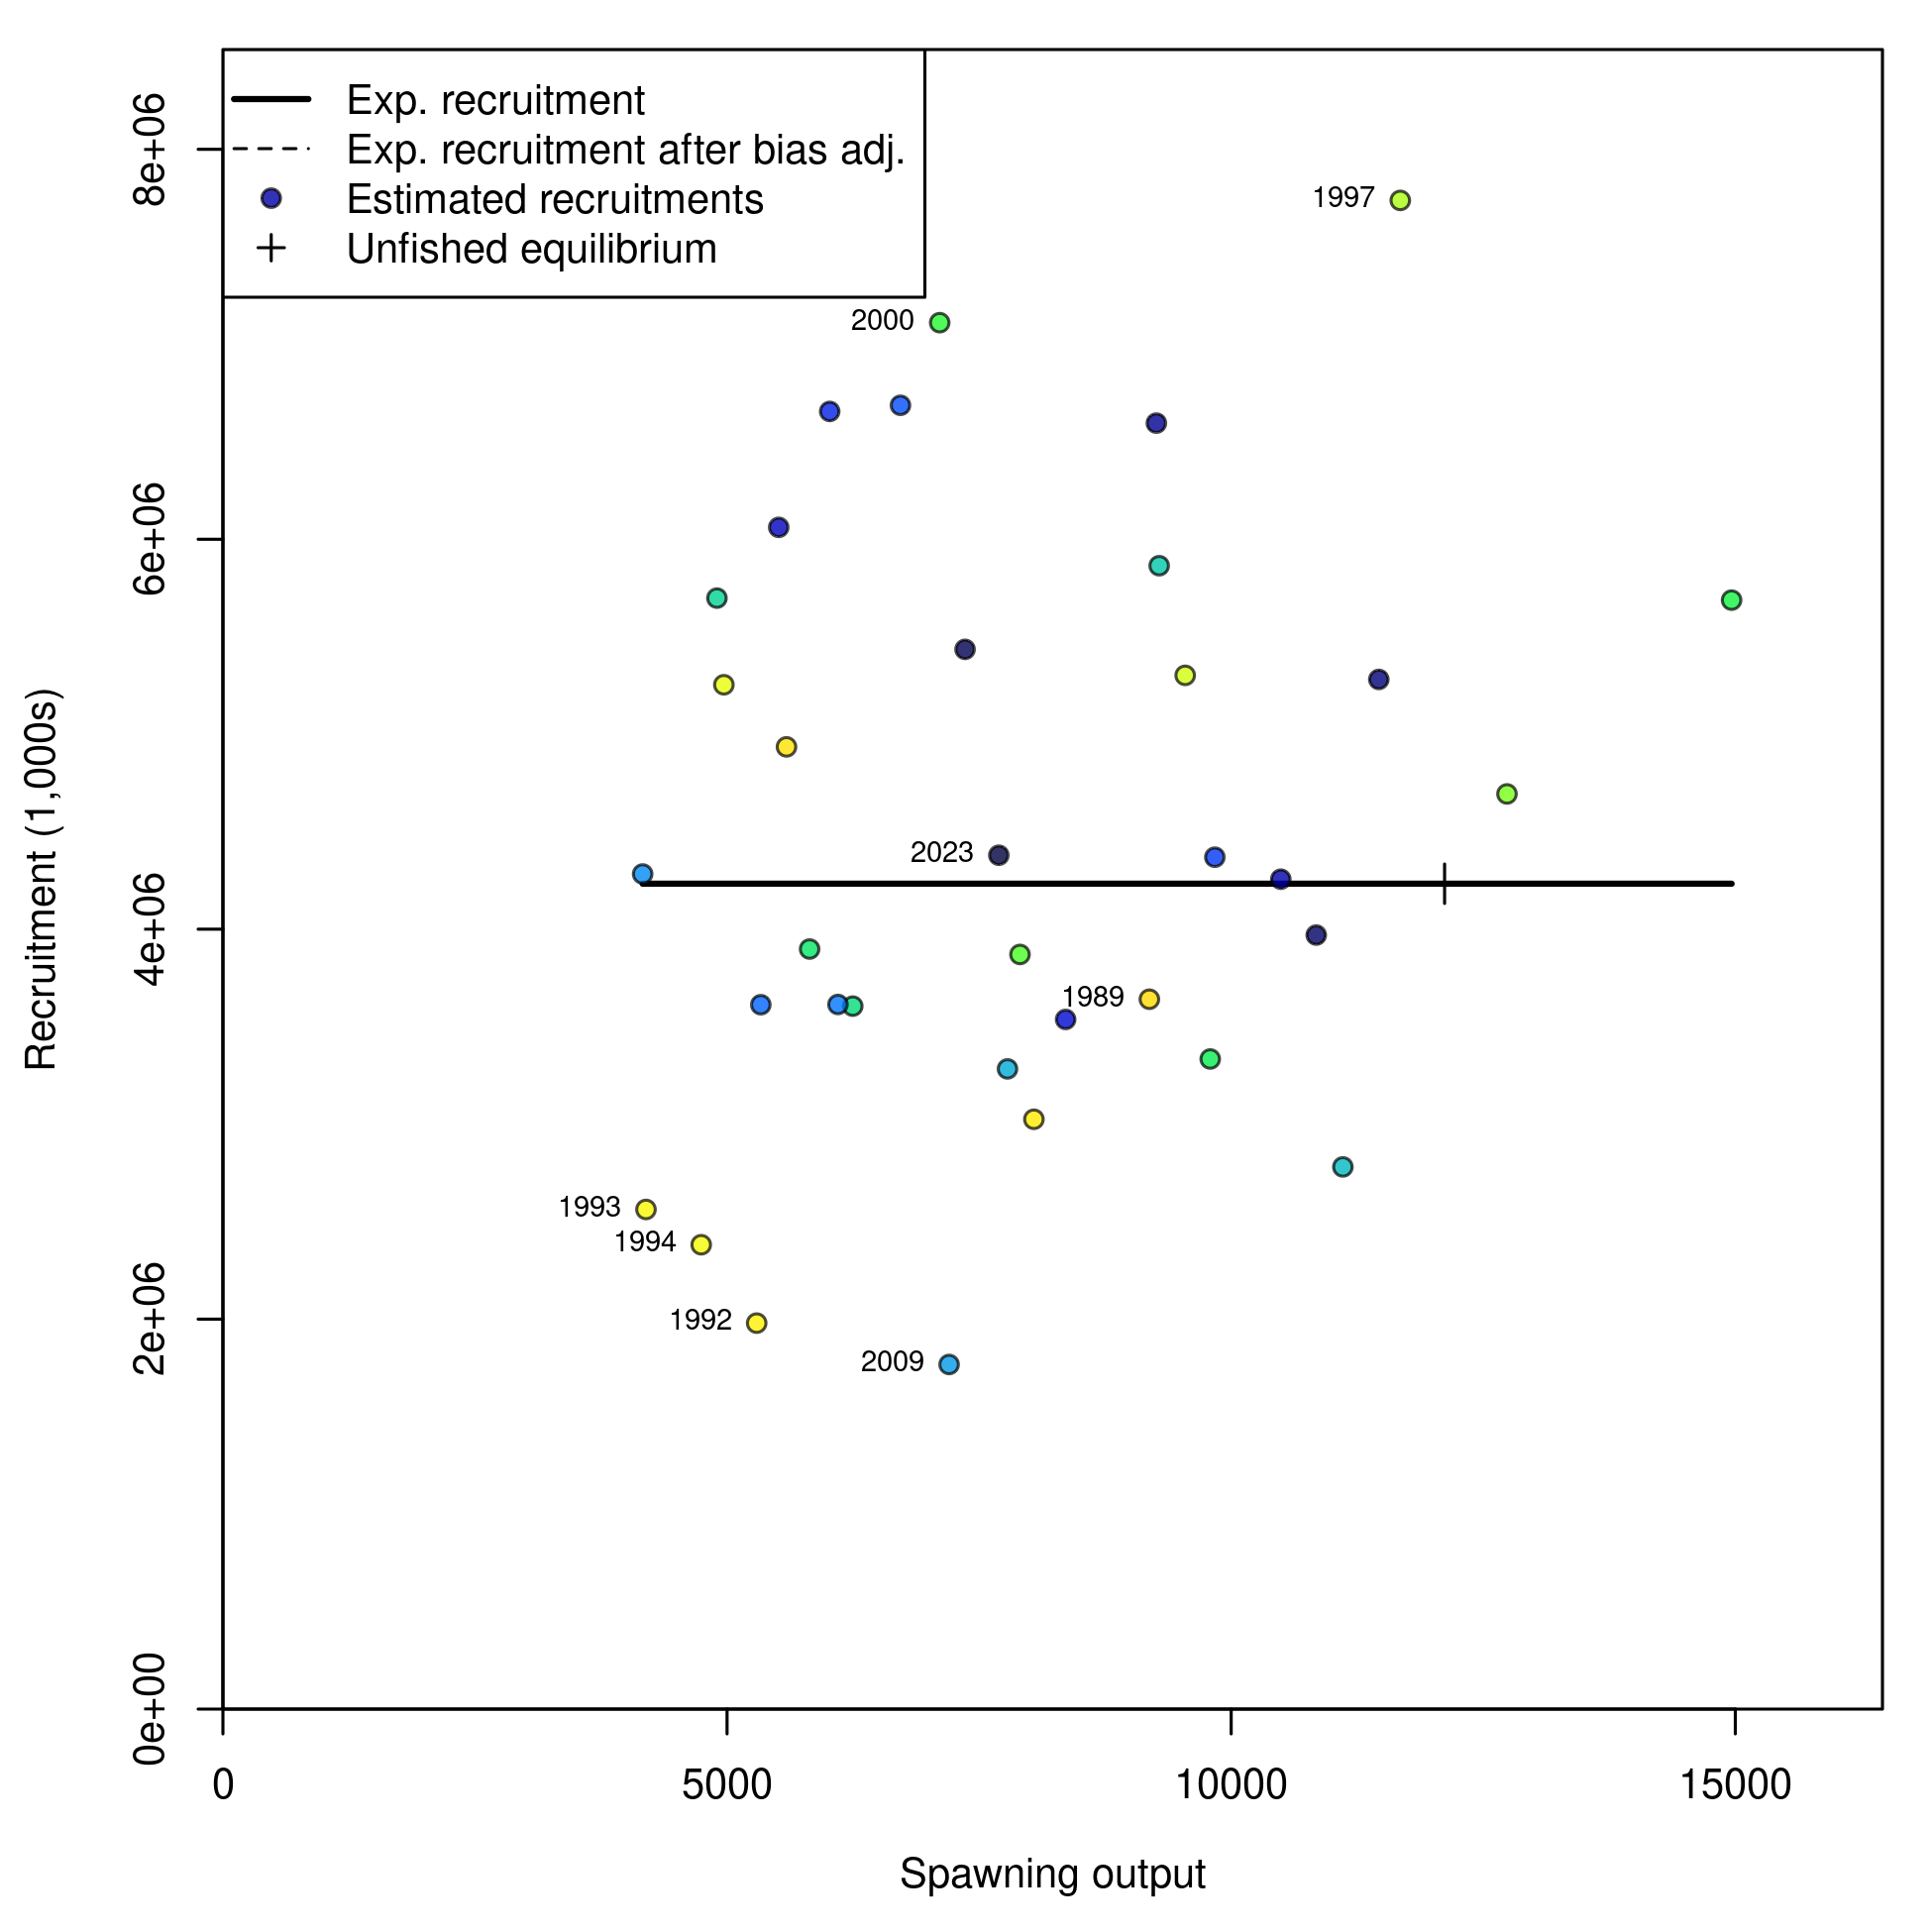 Exp. recruitment
Exp. recruitment after bias adj.
Estimated recruitments
Unfished equilibrium
1997
2000
2023
1989
1993
1994
1992
2009
8e+06
6e+06
4e+06
2e+06
0e+00
Recruitment (1,000s)
0 5000 10000 15000
Spawning output